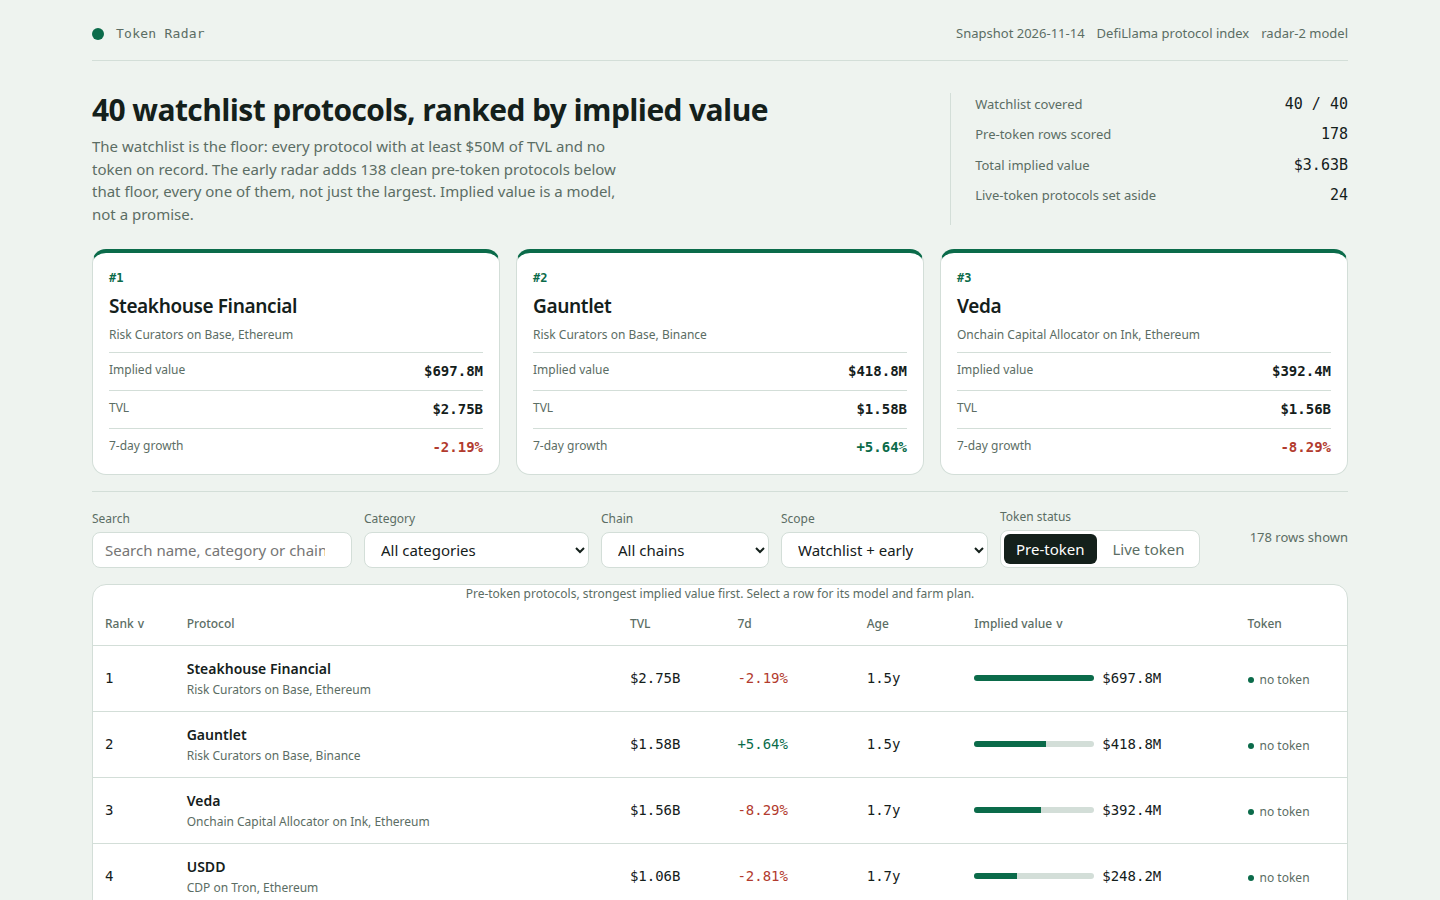 Token Radar
Snapshot 2026-11-14 DefiLlama protocol index radar-2 model
40 watchlist protocols, ranked by implied value
The watchlist is the floor: every protocol with at least $50M of TVL and no
token on record. The early radar adds 138 clean pre-token protocols below
that floor, every one of them, not just the largest. Implied value is a model,
not a promise.
Watchlist covered 40 / 40
Pre-token rows scored 178
Total implied value $3.63B
Live-token protocols set aside 24
#1
Steakhouse Financial
Risk Curators on Base, Ethereum
Implied value $697.8M
TVL $2.75B
7-day growth -2.19%
#2
Gauntlet
Risk Curators on Base, Binance
Implied value $418.8M
TVL $1.58B
7-day growth +5.64%
#3
Veda
Onchain Capital Allocator on Ink, Ethereum
Implied value $392.4M
TVL $1.56B
7-day growth -8.29%
Search
Search name, category or chain
Category
All categories
Chain
All chains
Scope
Watchlist + early
Token status
Pre-token Live token
178 rows shown
Pre-token protocols, strongest implied value first. Select a row for its model and farm plan.
Rank v Protocol TVL 7d Age Implied value v Token
1 Steakhouse Financial $2.75B -2.19% 1.5y $697.8M no token
Risk Curators on Base, Ethereum
2 Gauntlet $1.58B +5.64% 1.5y $418.8M no token
Risk Curators on Base, Binance
3 Veda $1.56B -8.29% 1.7y $392.4M no token
Onchain Capital Allocator on Ink, Ethereum
4 USDD $1.06B -2.81% 1.7y $248.2M no token
CDP on Tron, Ethereum